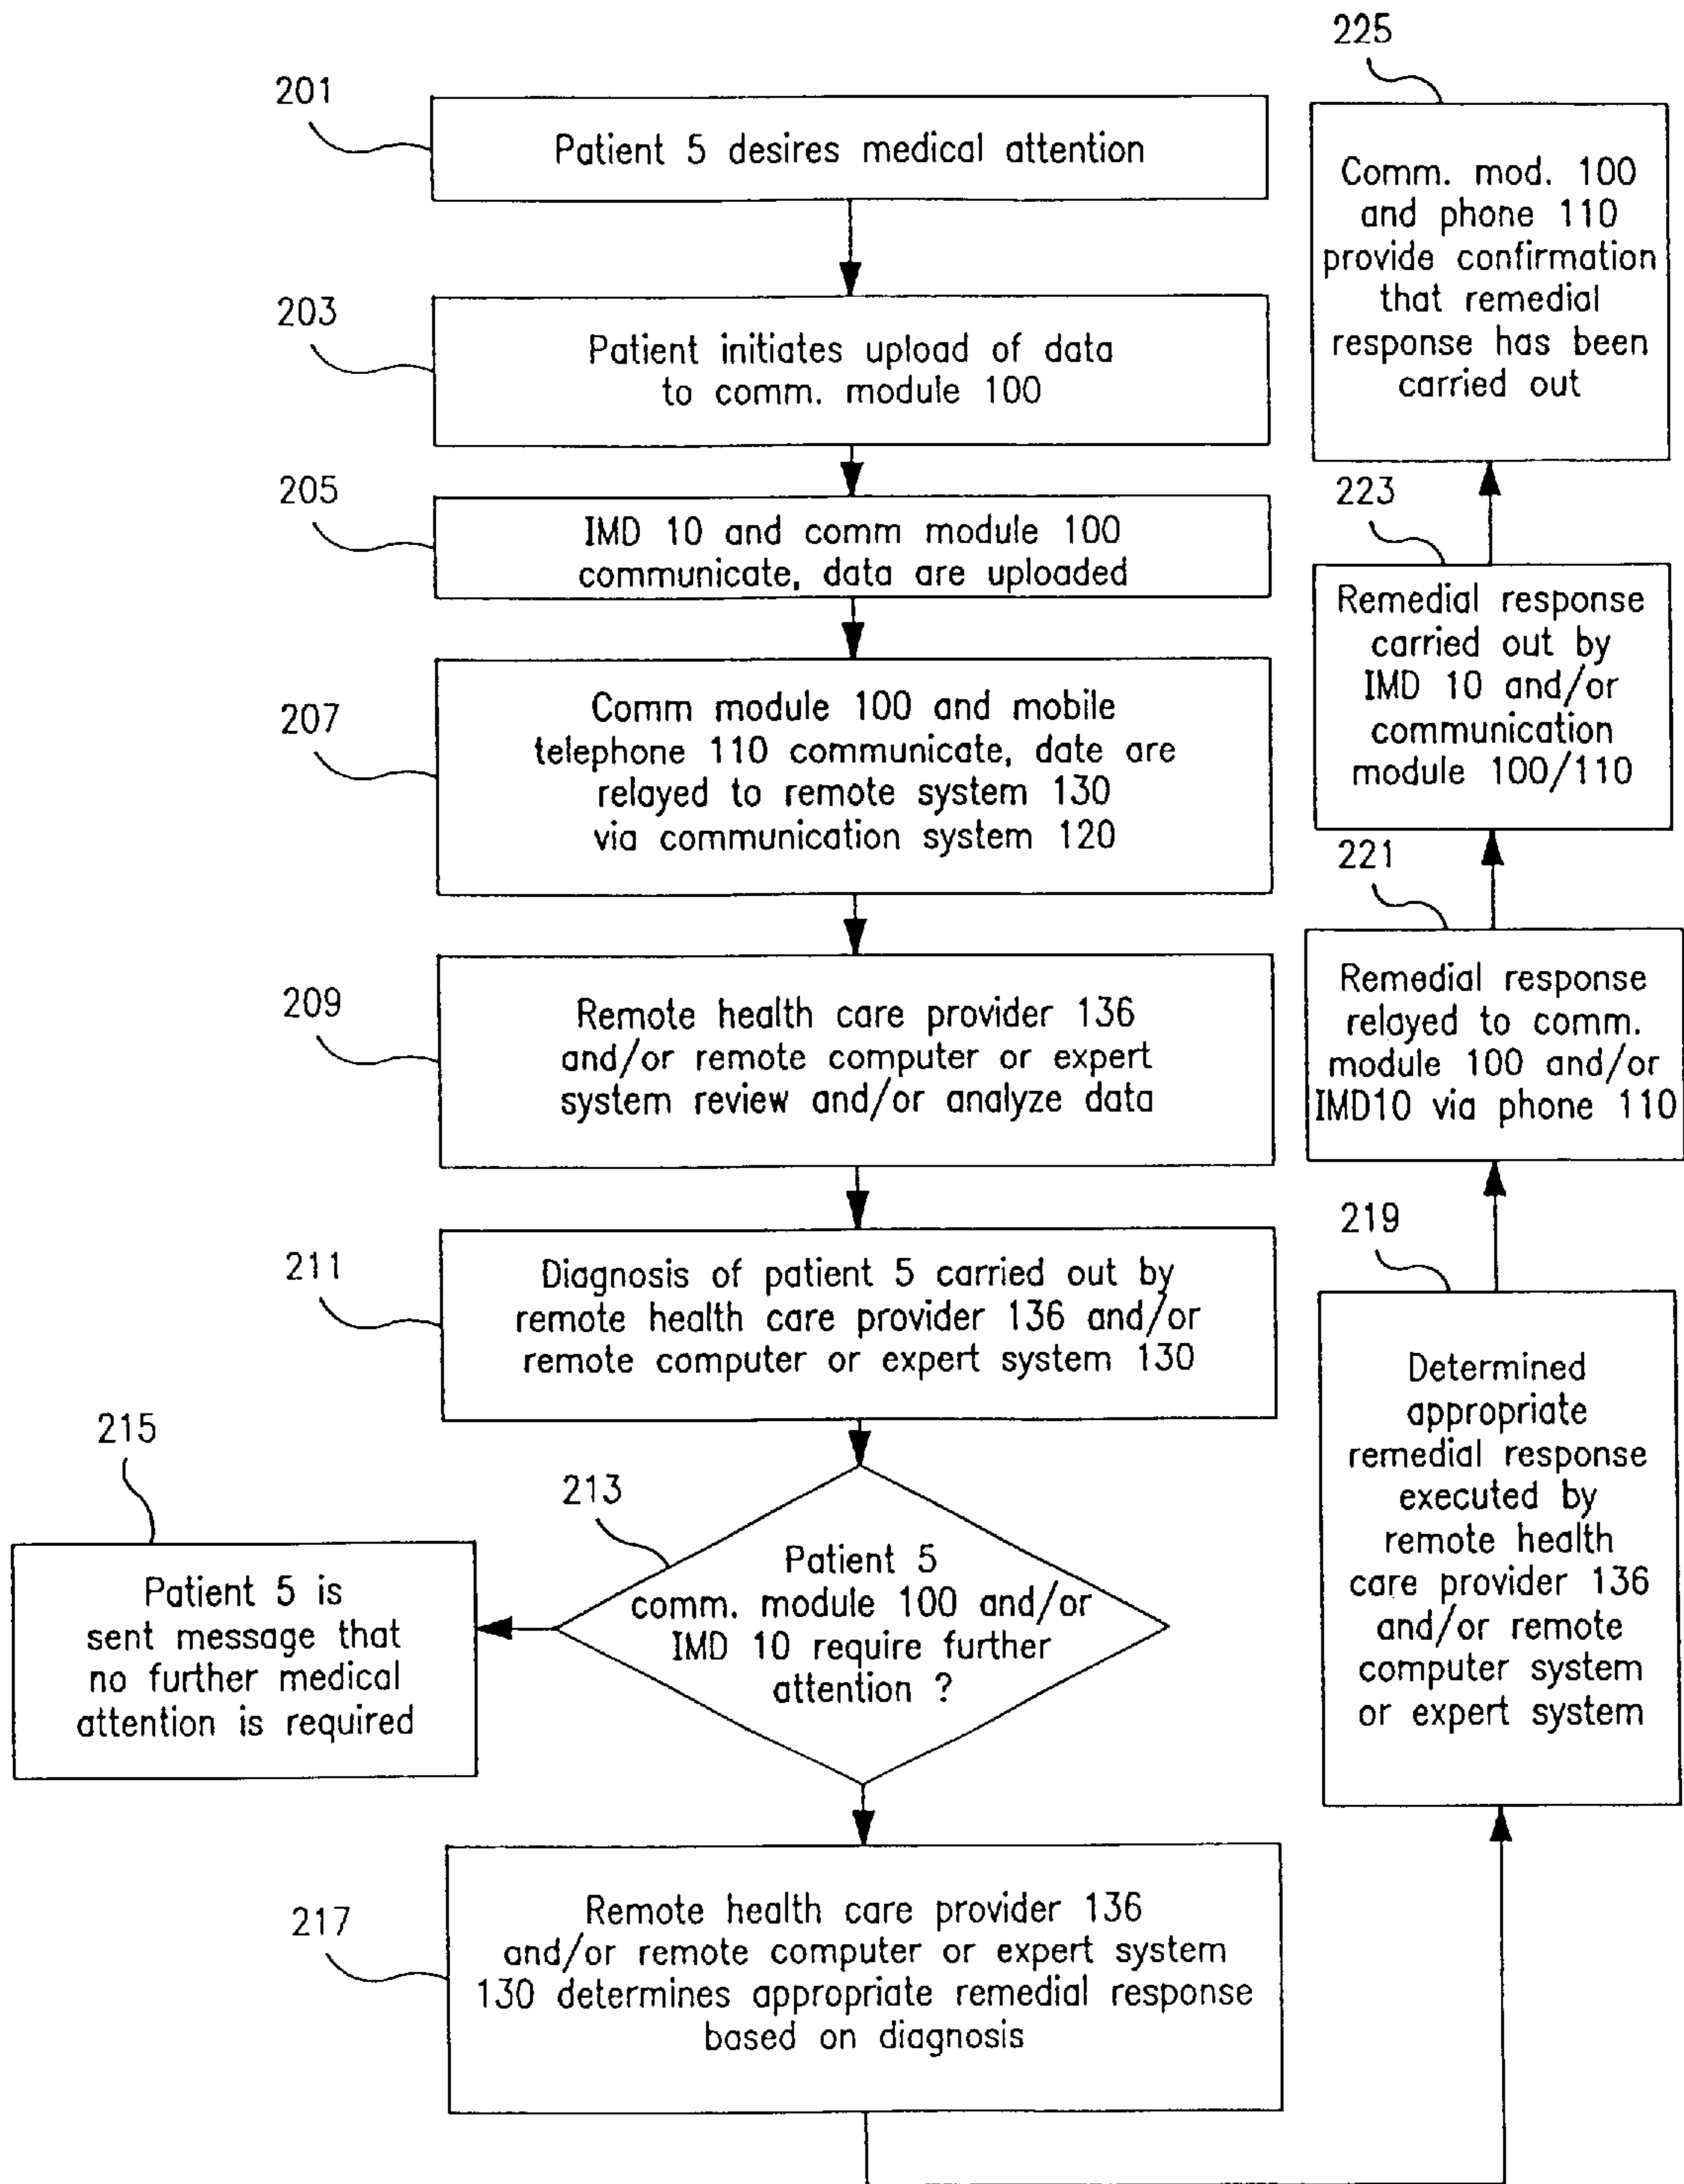 201
Patient 5 desires medical attention
203
Patient initiates upload of data
to comm. module 100
205
IMD 10 and comm module 100
communicate, data are uploaded
207
Comm module 100 and mobile
telephone 110 communicate, date are
relayed to remote system 130
via communication system 120
209
Remote health care provider 136
and/or remote computer or expert
system review and/or analyze data
211
Diagnosis of patient 5 carried out by
remote health care provider 136 and/or
remote computer or expert system 130
213
Patient 5
comm. module 100 and/or
IMD 10 require further
attention ?
215
Patient 5 is
sent message that
no further medical
attention is required
217
Remote health care provider 136
and/or remote computer or expert system
130 determines appropriate remedial response
based on diagnosis
219
Determined
appropriate
remedial response
executed by
remote health
care provider 136
and/or remote
computer system
or expert system
221
Remedial response
relayed to comm.
module 100 and/or
IMD10 via phone 110
223
Remedial response
carried out by
IMD 10 and/or
communication
module 100/110
225
Comm. mod. 100
and phone 110
provide confirmation
that remedial
response has been
carried out